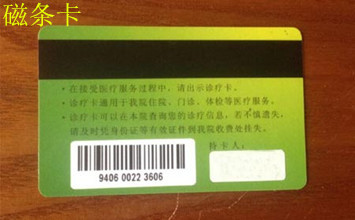 磁条卡
•在接受医疗服务过程中，请出示诊疗卡。
•诊疗卡通用于我院住院、门诊、体检等医疗服务。
•诊疗卡可以在本院查询您的诊疗信息，若不慎遗失，
请及时凭身份证等有效证件到我院收费处挂失。
持卡人：
9406 0022 3606